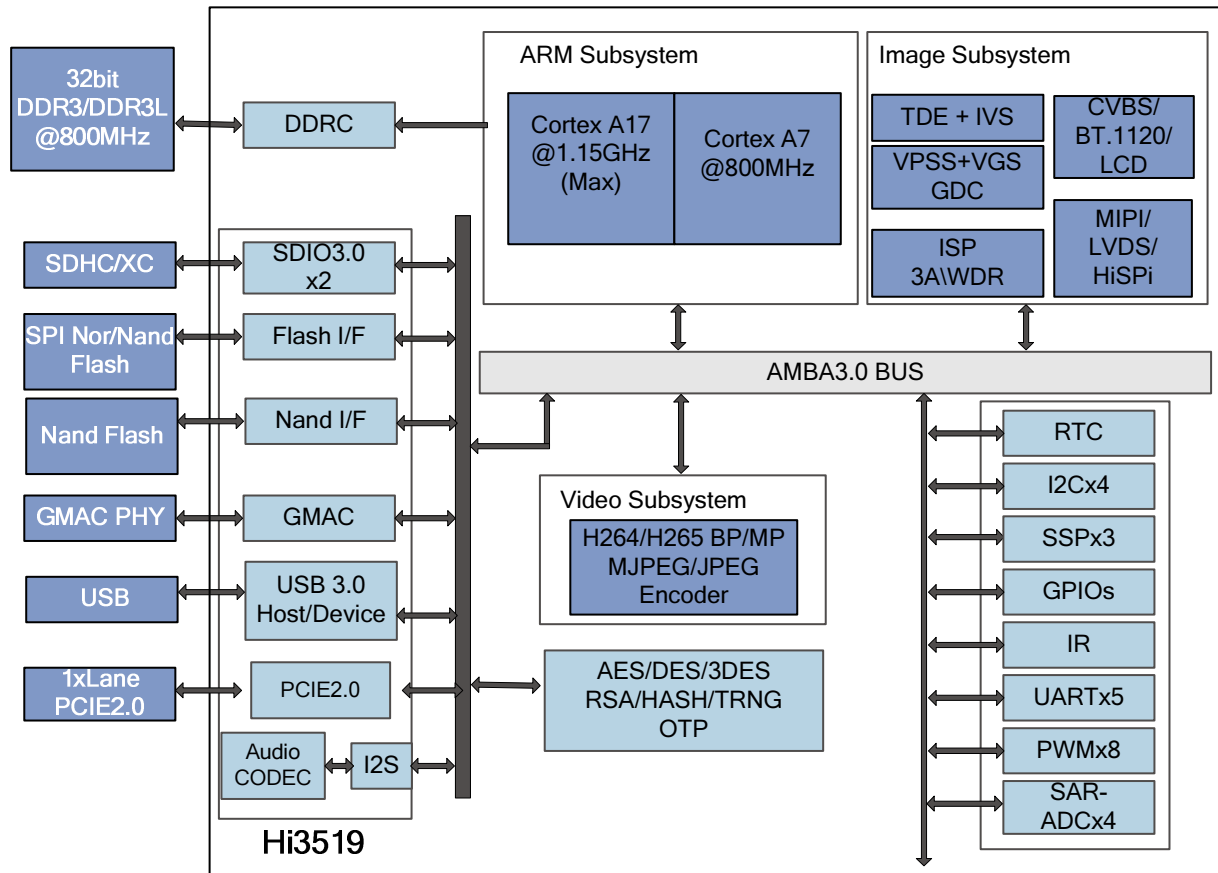 32bit
DDR3/DDR3L
@800MHz
DDRC
ARM Subsystem
Cortex A17
@1.15GHz
(Max)
Cortex A7
@800MHz
Image Subsystem
TDE + IVS
VPSS+VGS
GDC
ISP
3A\WDR
CVBS/
BT.1120/
LCD
MIPI/
LVDS/
HiSPi
SDHC/XC
SDIO3.0
x2
SPI Nor/Nand
Flash
Flash I/F
Nand Flash
Nand I/F
GMAC PHY
GMAC
USB
USB 3.0
Host/Device
1xLane
PCIE2.0
PCIE2.0
Audio
CODEC
I2S
Hi3519
AMBA3.0 BUS
Video Subsystem
H264/H265 BP/MP
MJPEG/JPEG
Encoder
AES/DES/3DES
RSA/HASH/TRNG
OTP
RTC
I2Cx4
SSPx3
GPIOs
IR
UARTx5
PWMx8
SAR-
ADCx4